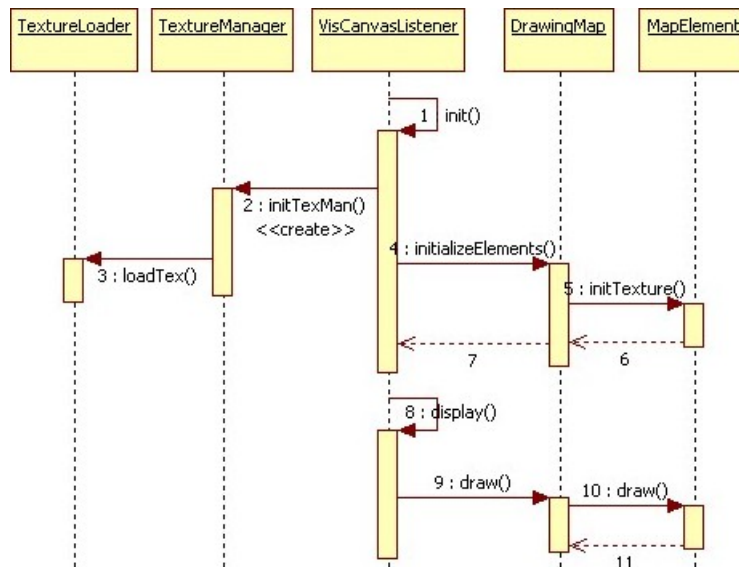 TextureLoader
TextureManager
VisCanvasListener
DrawingMap
MapElement
1 init()
2 : initTexMan()
<<create>>
3 : loadTex()
4 : initializeElements()
5 : initTexture()
6
7
8 : display()
9 : draw()
10 : draw()
11